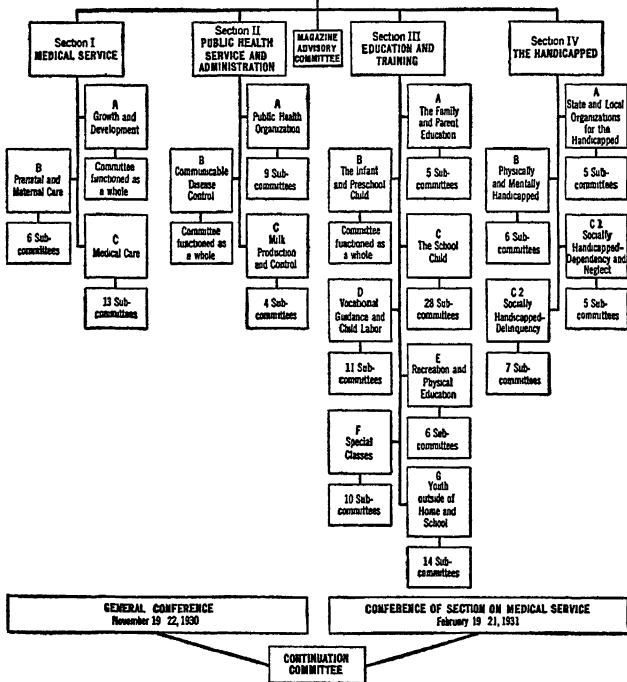 Section I
MEDICAL SERVICE
A
Growth and
Development
Committee
functioned as
a whole
B
Prenatal and
Maternal Care
6 Sub-
committees
C
Medical Care
13 Sub-
committees
Section II
PUBLIC HEALTH
SERVICE AND
ADMINISTRATION
A
Public Health
Organization
9 Sub-
committees
B
Communicable
Disease
Control
Committee
functioned as
a whole
C
Milk
Production
and Control
4 Sub-
committees
MAGAZINE
ADVISORY
COMMITTEE
Section III
EDUCATION AND
TRAINING
A
The Family
and Parent
Education
5 Sub-
committees
B
The Infant
and Preschool
Child
Committee
functioned as
a whole
C
The School
Child
28 Sub-
committees
D
Vocational
Guidance and
Child Labor
11 Sub-
committees
E
Recreation and
Physical
Education
6 Sub-
committees
F
Special
Classes
10 Sub-
committees
G
Youth
outside of
Home and
School
14 Sub-
committees
Section IV
THE HANDICAPPED
A
State and Local
Organizations
for the
Handicapped
5 Sub-
committees
B
Physically
and Mentally
Handicapped
6 Sub-
committees
C 1
Socially
Handicapped-
Dependency and
Neglect
5 Sub-
committees
C 2
Socially
Handicapped-
Delinquency
7 Sub-
committees
GENERAL CONFERENCE
November 19 22, 1930
CONFERENCE OF SECTION ON MEDICAL SERVICE
February 19 21, 1931
CONTINUATION
COMMITTEE